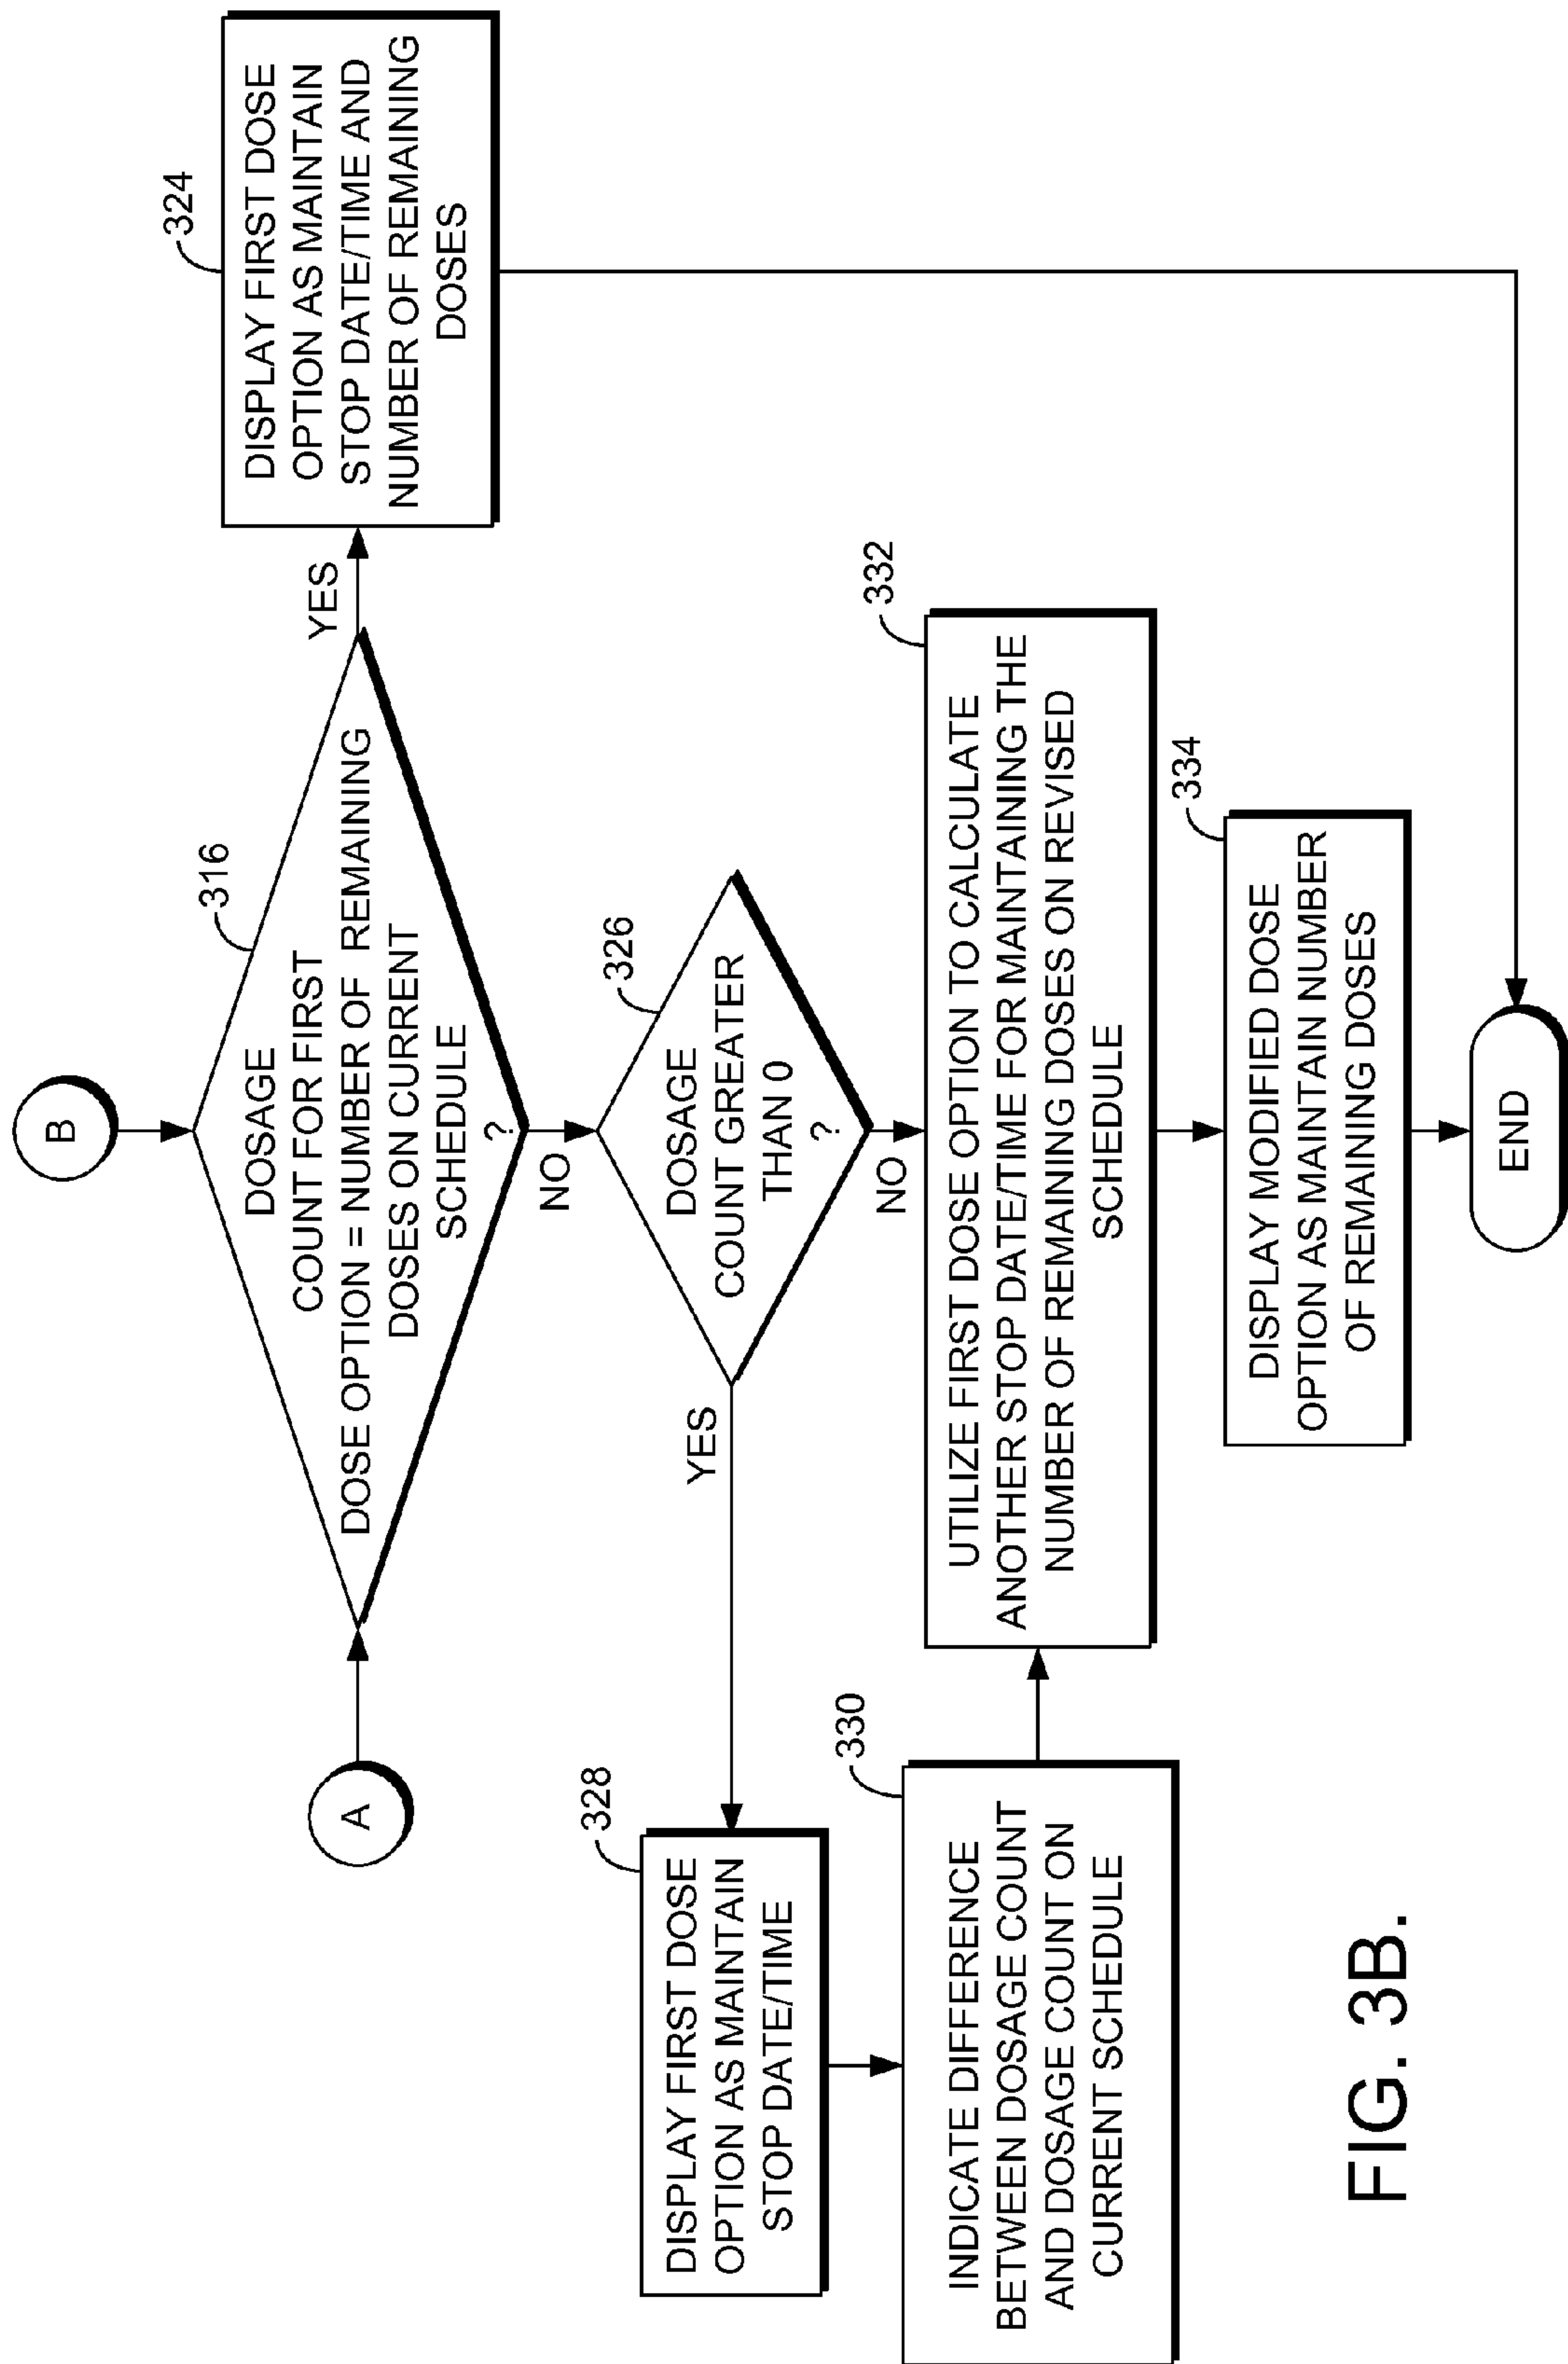 B
A
316
DOSAGE
COUNT FOR FIRST
DOSE OPTION = NUMBER OF REMAINING
DOSES ON CURRENT
SCHEDULE
?
YES
324
DISPLAY FIRST DOSE
OPTION AS MAINTAIN
STOP DATE/TIME AND
NUMBER OF REMAINING
DOSES
NO
326
DOSAGE
COUNT GREATER
THAN 0
?
YES
328
DISPLAY FIRST DOSE
OPTION AS MAINTAIN
STOP DATE/TIME
330
INDICATE DIFFERENCE
BETWEEN DOSAGE COUNT
AND DOSAGE COUNT ON
CURRENT SCHEDULE
NO
332
UTILIZE FIRST DOSE OPTION TO CALCULATE
ANOTHER STOP DATE/TIME FOR MAINTAINING THE
NUMBER OF REMAINING DOSES ON REVISED
SCHEDULE
334
DISPLAY MODIFIED DOSE
OPTION AS MAINTAIN NUMBER
OF REMAINING DOSES
END
FIG. 3B.